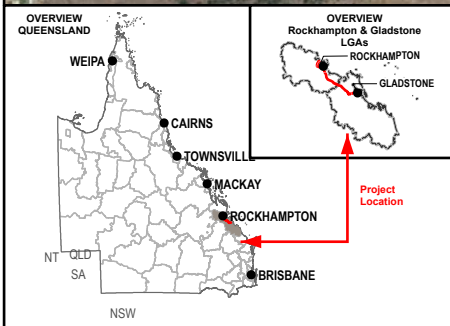 OVERVIEW
QUEENSLAND
WEIPA
CAIRNS
TOWNSVILLE
MACKAY
ROCKHAMPTON
BRISBANE
NT
QLD
SA
NSW
OVERVIEW
Rockhampton & Gladstone
LGAs
ROCKHAMPTON
GLADSTONE
Project
Location